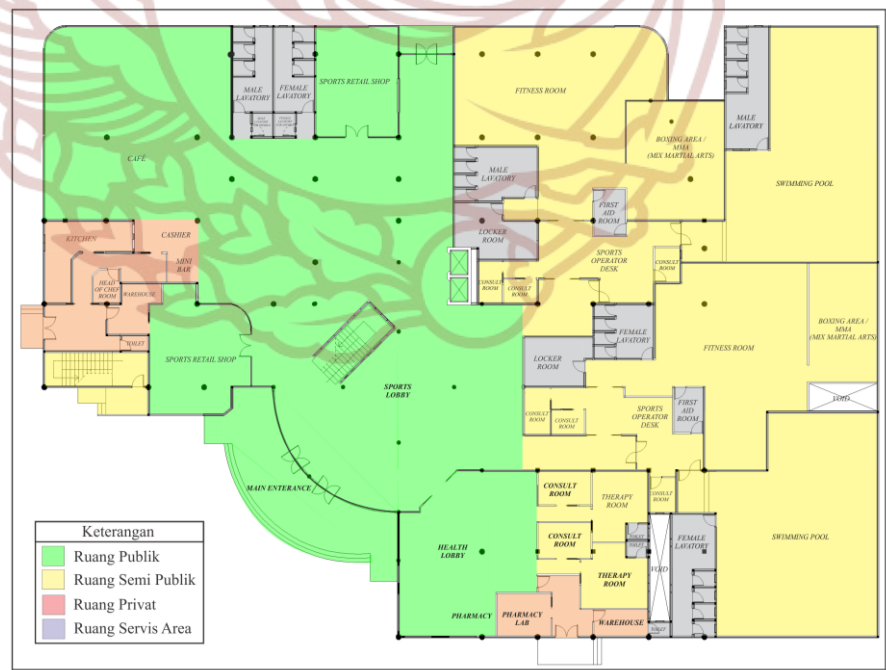 MALE
LAVATORY
FEMALE
LAVATORY
SPORTS RETAIL SHOP
FITNESS ROOM
MALE
LAVATORY
BOXING AREA /
MMA
(MIX MARTIAL ARTS)
CAFÉ
MALE
LAVATORY
SWIMMING POOL
FIRST
AID
ROOM
KITCHEN
CASHIER
LOCKER
ROOM
MINI
BAR
SPORTS
OPERATOR
DESK
CONSULT
ROOM
HEAD
OF CHEF
ROOM
WAREHOUSE
CONSULT
ROOM
CONSULT
ROOM
TOILET
FEMALE
LAVATORY
BOXING AREA /
MMA
(MIX MARTIAL ARTS)
SPORTS RETAIL SHOP
FITNESS ROOM
LOCKER
ROOM
SPORTS
LOBBY
VOID
CONSULT
ROOM
CONSULT
ROOM
SPORTS
OPERATOR
DESK
FIRST
AID
ROOM
MAIN ENTERANCE
CONSULT
ROOM
THERAPY
ROOM
CONSULT
ROOM
TOILET
TOILET
SWIMMING POOL
HEALTH
LOBBY
CONSULT
ROOM
FEMALE
LAVATORY
VOID
THERAPY
ROOM
PHARMACY
PHARMACY
LAB
WAREHOUSE
TOILET
Keterangan
Ruang Publik
Ruang Semi Publik
Ruang Privat
Ruang Servis Area